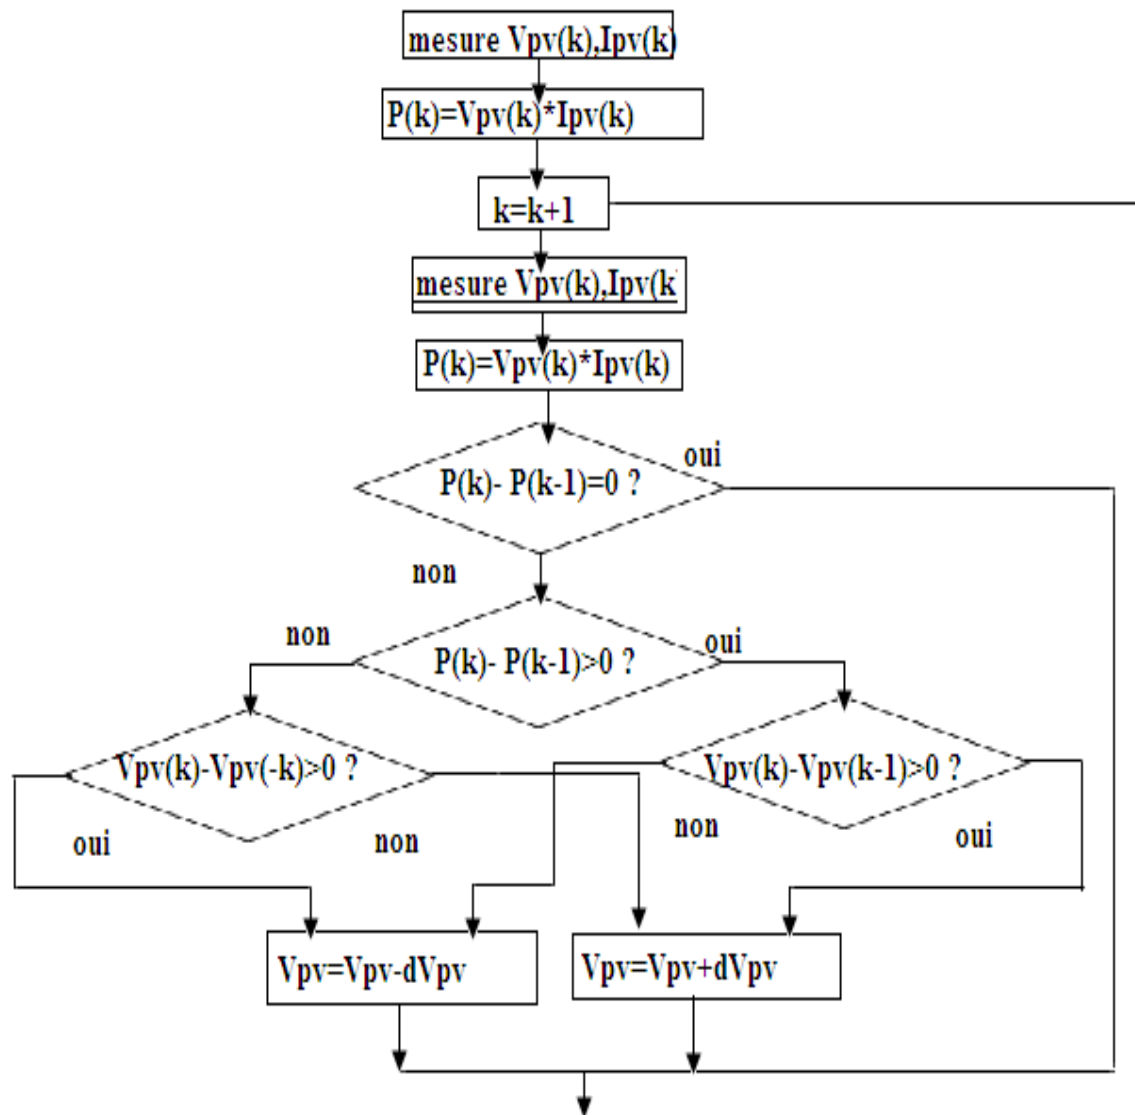 mesure Vpv(k),Ipv(k)
P(k)=Vpv(k)*Ipv(k)
k=k+1
mesure Vpv(k),Ipv(k
P(k)=Vpv(k)*Ipv(k)
P(k)- P(k-1)=0 ?
oui
non
P(k)- P(k-1)>0 ?
non
oui
Vpv(k)-Vpv(-k)>0 ?
Vpv(k)-Vpv(k-1)>0 ?
oui
non
non
oui
Vpv=Vpv-dVpv
Vpv=Vpv+dVpv